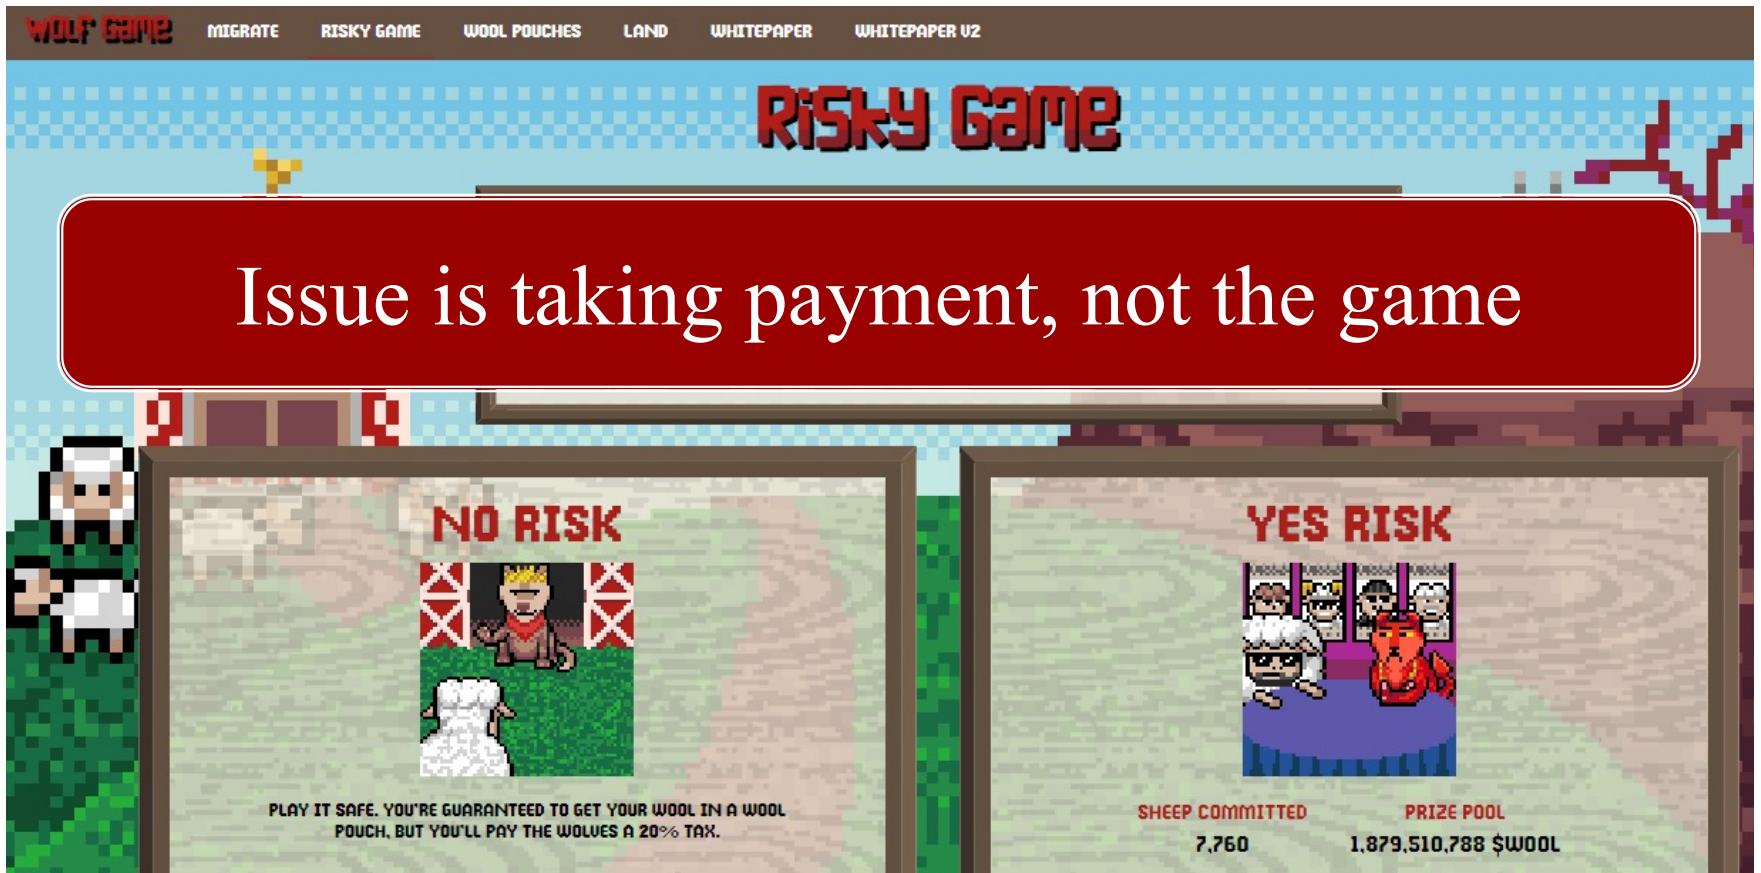 WOLF GAME MIGRATE RISKY GAME WOOL POUCHES LAND WHITEPAPER WHITEPAPER V2
RISKY GAME
Issue is taking payment, not the game
NO RISK
YES RISK
PLAY IT SAFE. YOU'RE GUARANTEED TO GET YOUR WOOL IN A WOOL
POUCH, BUT YOU'LL PAY THE WOLVES A 20% TAX.
SHEEP COMMITTED PRIZE POOL
7,760 1,879,510,788 $WOOL